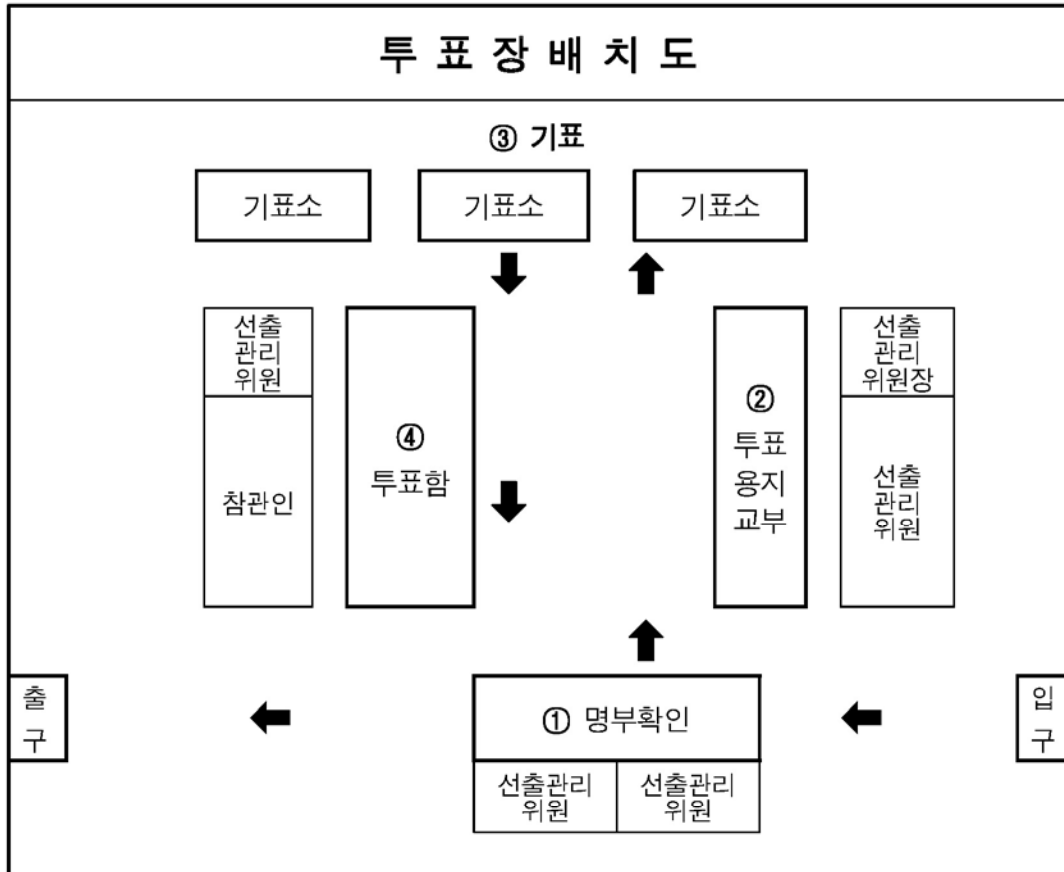 투 표 장 배 치 도
③ 기표
기표소
기표소
기표소
선출
관리
위원
참관인
④
투표함
②
투표
용지
교부
선출
관리
위원장
선출
관리
위원
출
구
① 명부확인
선출관리
위원
선출관리
위원
입
구